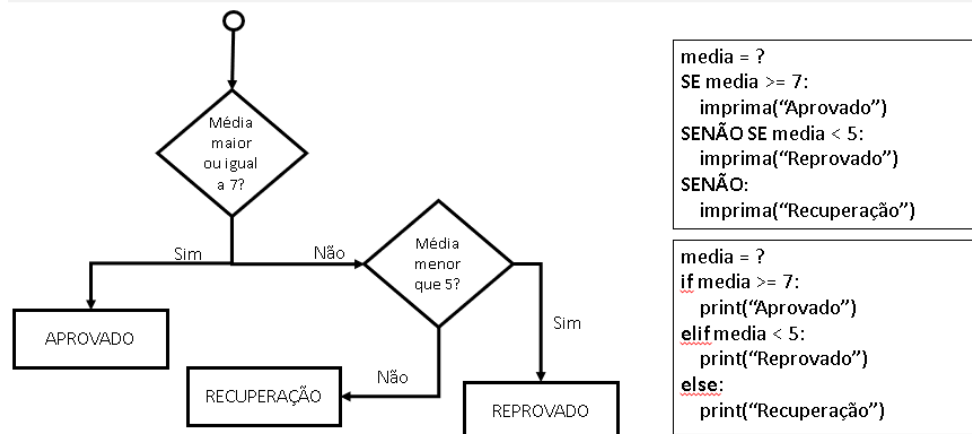 Média
maior
ou igual
a 7?
Sim
Não
Média
menor
que 5?
APROVADO
Sim
Não
RECUPERAÇÃO
REPROVADO
media = ?
SE media >= 7:
imprima(“Aprovado”)
SENÃO SE media < 5:
imprima(“Reprovado”)
SENÃO:
imprima(“Recuperação”)
media = ?
if media >= 7:
print(“Aprovado”)
elif media < 5:
print(“Reprovado”)
else:
print(“Recuperação”)